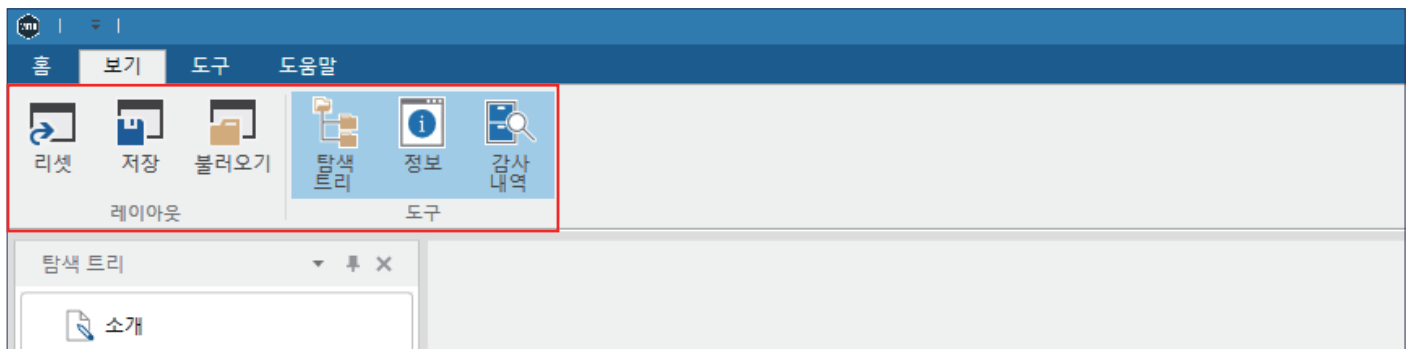 홈 보기 도구 도움말
리셋 저장 불러오기 탐색 트리 정보 감사 내역
레이아웃 도구
탐색 트리
소개